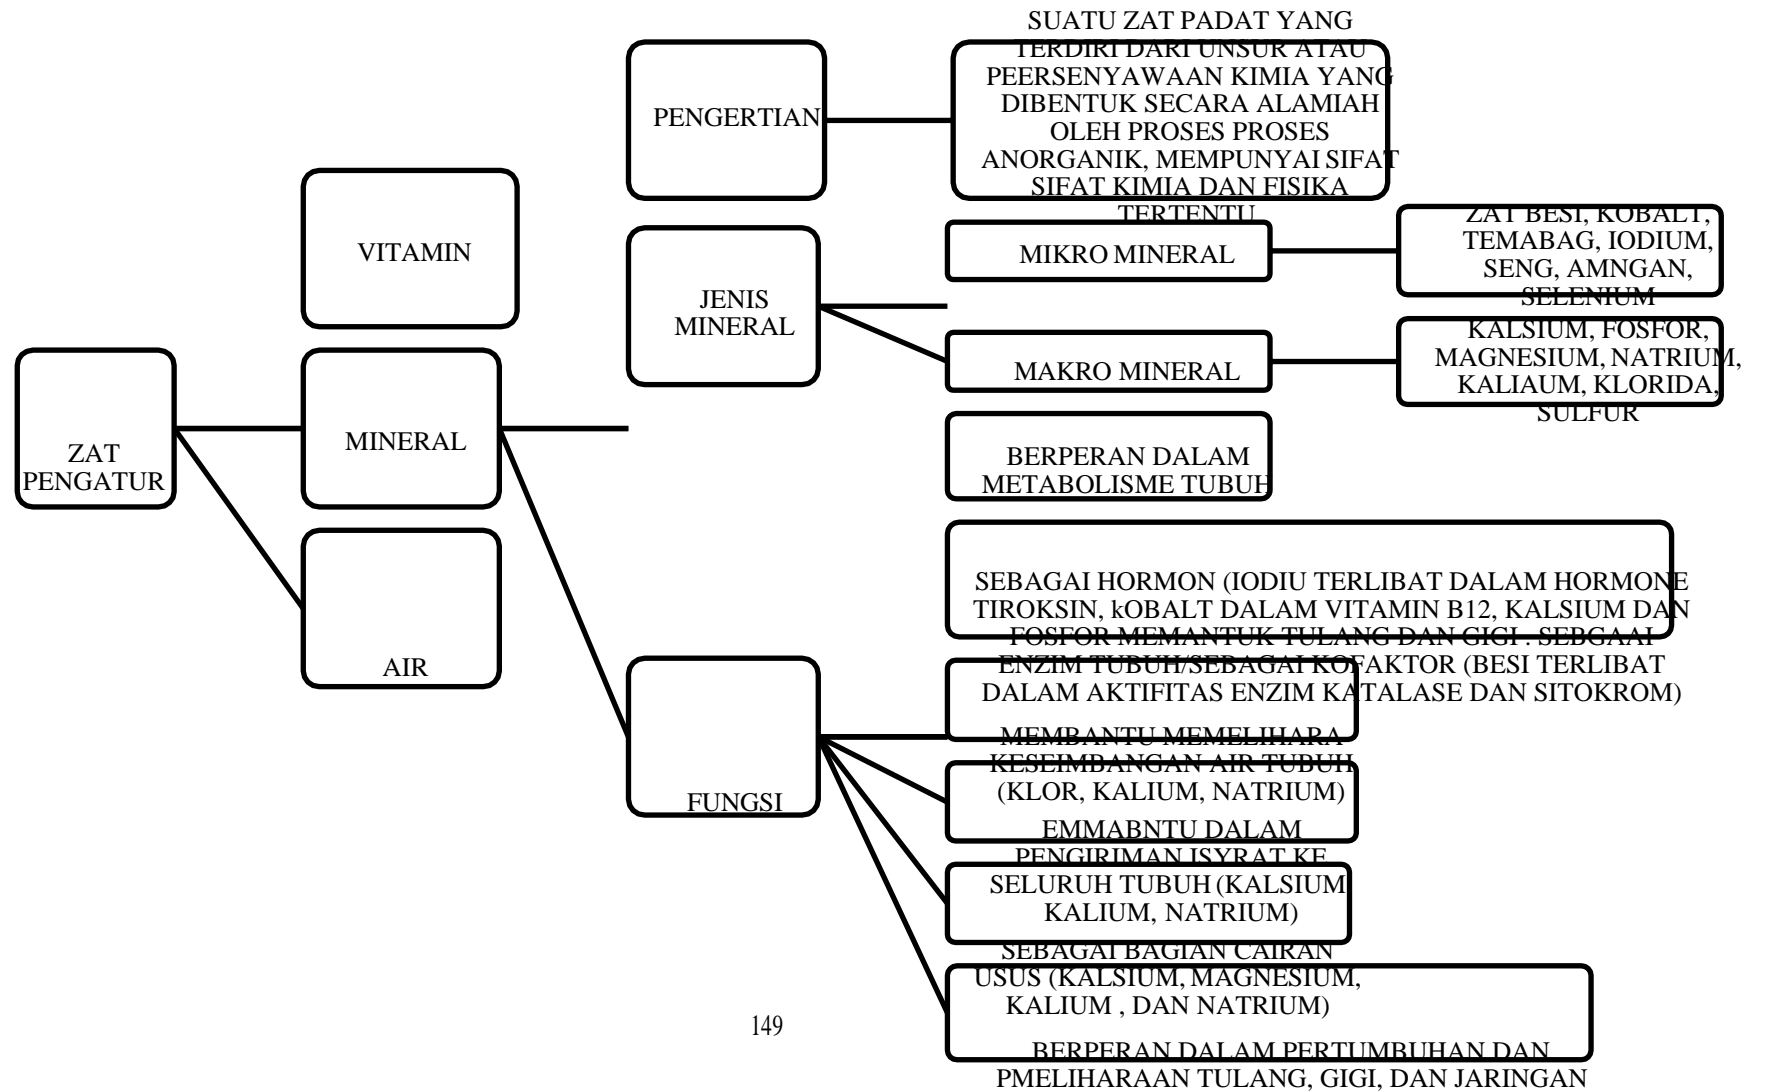 SUATU ZAT PADAT YANG
TERDIRI DARI UNSUR ATAU
PEERSENYAWAAN KIMIA YANG
DIBENTUK SECARA ALAMIAH
OLEH PROSES PROSES
ANORGANIK, MEMPUNYAI SIFAT
SIFAT KIMIA DAN FISIKA
TERTENTU
PENGERTIAN
VITAMIN
JENIS
MINERAL
MIKRO MINERAL
ZAT BESI, KOBALT,
TEMABAG, IODIUM,
SENG, AMNGAN,
SELENIUM
MAKRO MINERAL
KALSIUM, FOSFOR,
MAGNESIUM, NATRIUM,
KALIAUM, KLORIDA,
SULFUR
ZAT
PENGATUR
MINERAL
AIR
BERPERAN DALAM
METABOLISME TUBUH
SEBAGAI HORMON (IODIU TERLIBAT DALAM HORMONE
TIROKSIN, kOBALT DALAM VITAMIN B12, KALSIUM DAN
FOSFOR MEMANTUK TULANG DAN GIGI . SEBGAAI
ENZIM TUBUH/SEBAGAI KOFAKTOR (BESI TERLIBAT
DALAM AKTIFITAS ENZIM KATALASE DAN SITOKROM)
FUNGSI
MEMBANTU MEMELIHARA
KESEIMBANGAN AIR TUBUH
(KLOR, KALIUM, NATRIUM)
EMMABNTU DALAM
PENGIRIMAN ISYRAT KE
SELURUH TUBUH (KALSIUM
KALIUM, NATRIUM)
SEBAGAI BAGIAN CAIRAN
USUS (KALSIUM, MAGNESIUM,
KALIUM , DAN NATRIUM)
BERPERAN DALAM PERTUMBUHAN DAN
PMELIHARAAN TULANG, GIGI, DAN JARINGAN
149